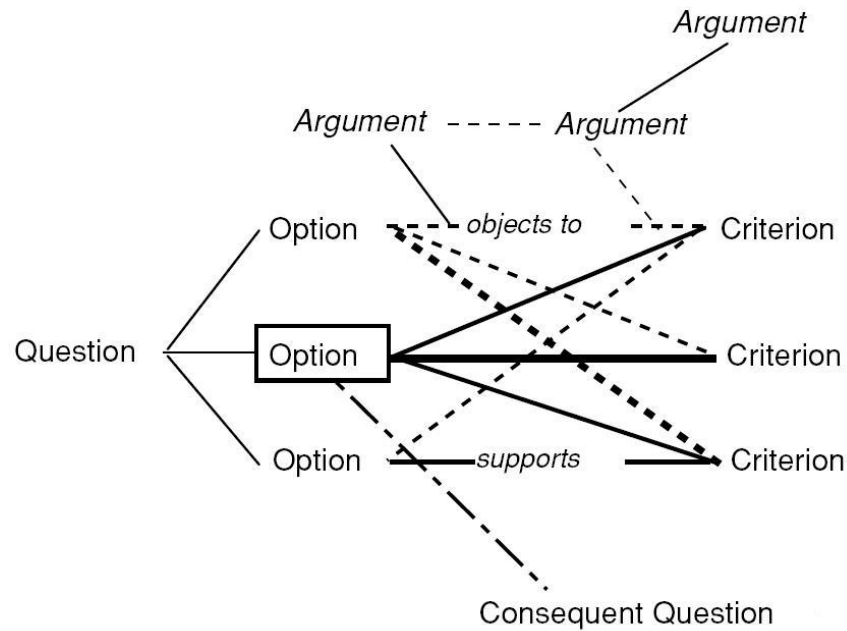 Argument
Argument
Argument
Option
objects to
Criterion
Question
Option
Criterion
Option
supports
Criterion
Consequent Question